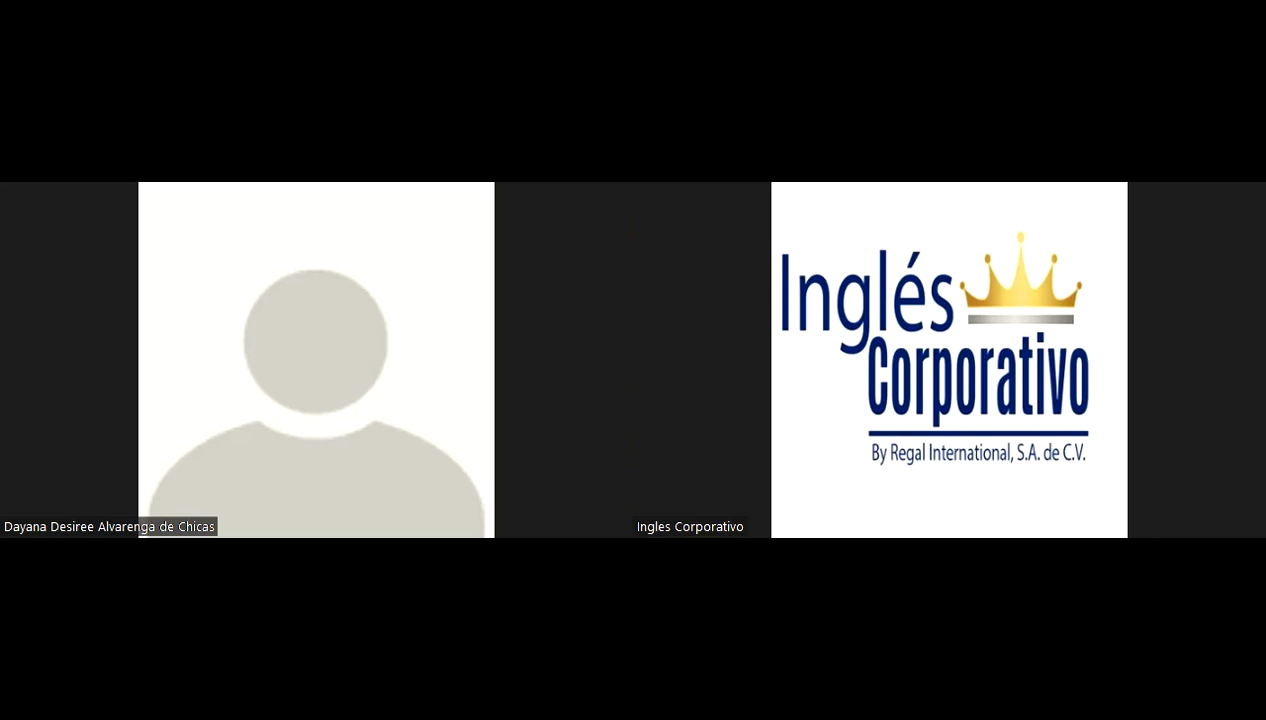 Inglés
Corporativo
By Regal International, S.A. de C.V.
Dayana Desiree Alvarenga de Chicas
Ingles Corporativo